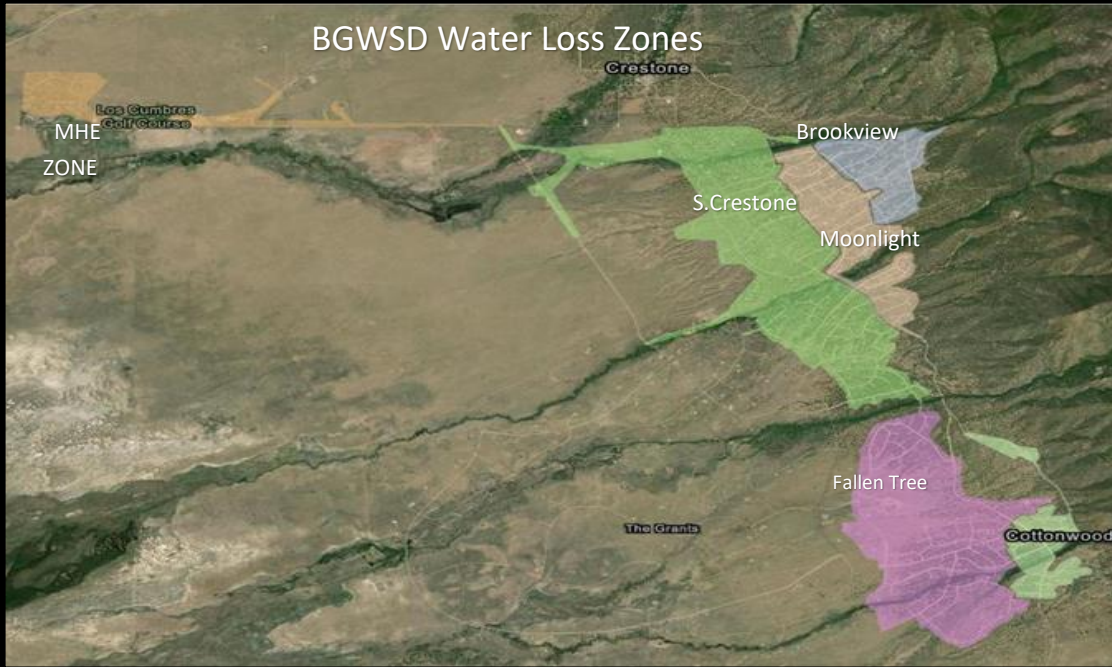 BGWSD Water Loss Zones
Crestone
Los Cumbres
Golf Course
MHE
ZONE
Brookview
S.Crestone
Moonlight
Fallen Tree
The Grants
Cottonwood